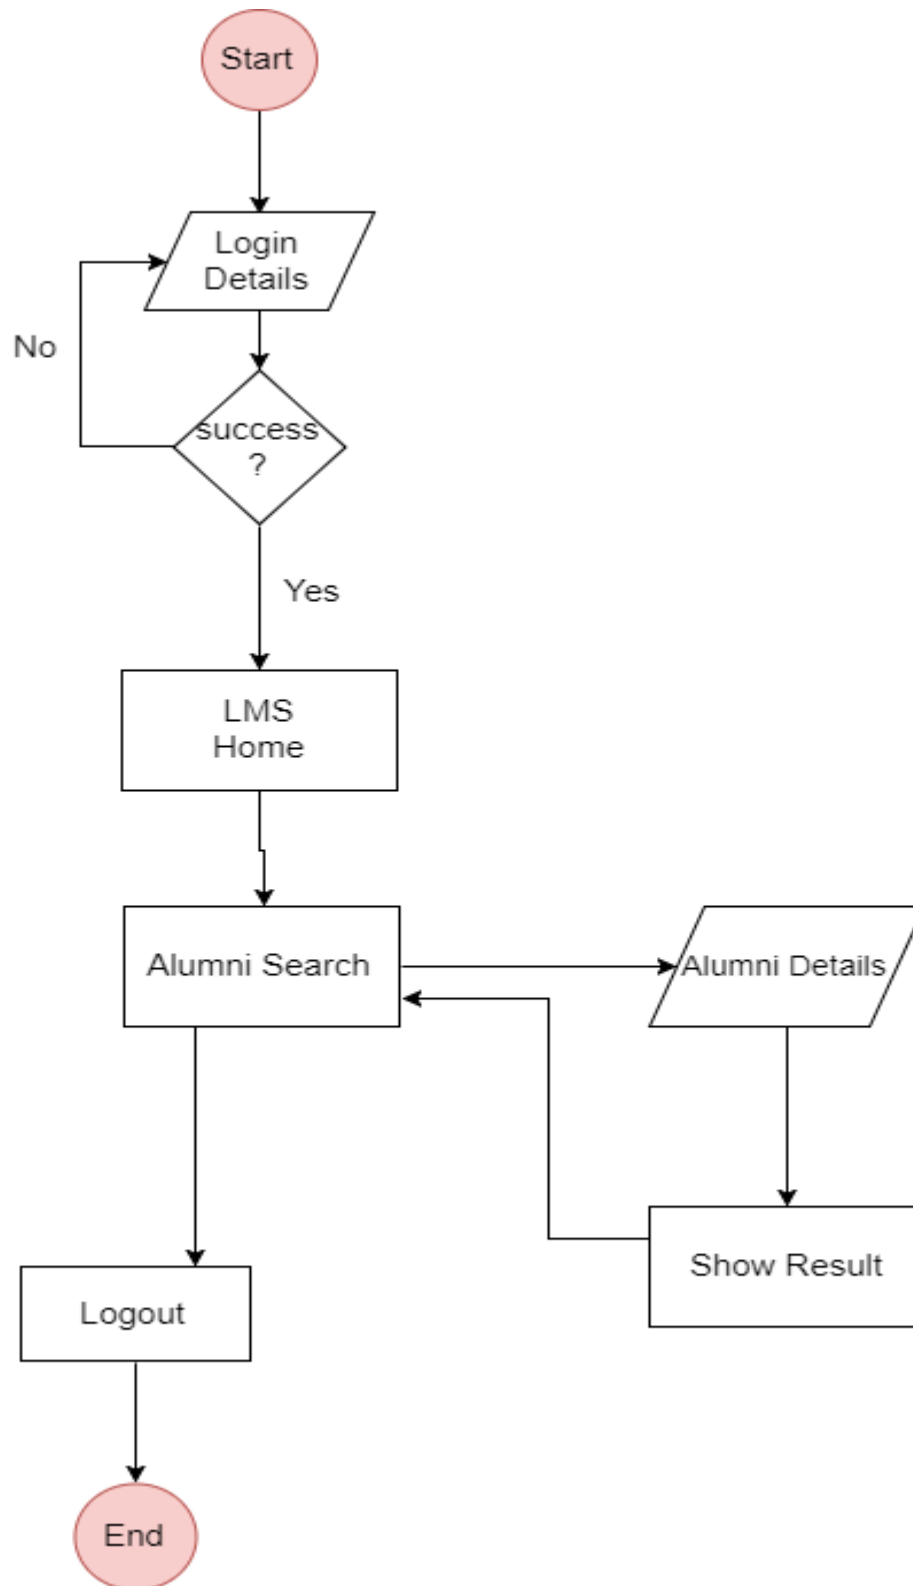 Start
Login
Details
No
success
?
Yes
LMS
Home
Alumni Search
Alumni Details
Show Result
Logout
End